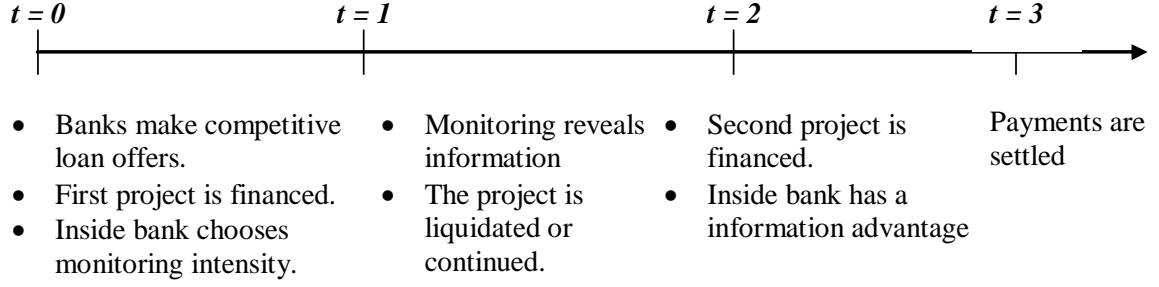 t = 0
t = 1
t = 2
t = 3
• Banks make competitive
loan offers.
• First project is financed.
• Inside bank chooses
monitoring intensity.
• Monitoring reveals
information
• The project is
liquidated or
continued.
• Second project is
financed.
• Inside bank has a
information advantage
Payments are
settled